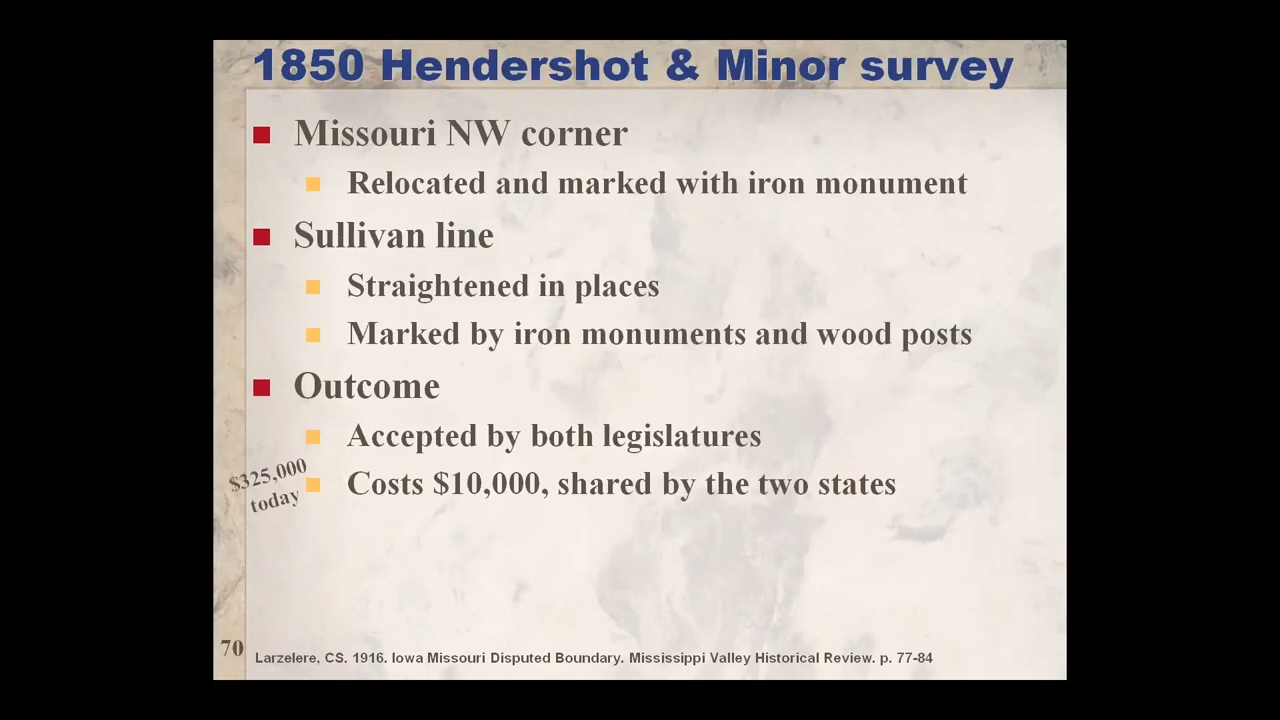 1850 Hendershot & Minor survey
Missouri NW corner
Relocated and marked with iron monument
Sullivan line
Straightened in places
Marked by iron monuments and wood posts
Outcome
Accepted by both legislatures
$325,000
today
Costs $10,000, shared by the two states
70
Larzelere, CS. 1916. Iowa Missouri Disputed Boundary. Mississippi Valley Historical Review. p. 77-84